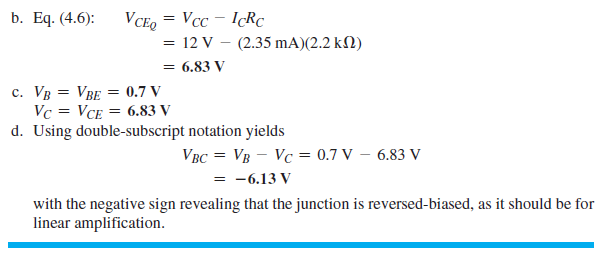 b. Eq. (4.6): V_CEQ = V_CC − I_C R_C
= 12 V − (2.35 mA)(2.2 kΩ)
= 6.83 V
c. V_B = V_BE = 0.7 V
V_C = V_CE = 6.83 V
d. Using double-subscript notation yields
V_BC = V_B − V_C = 0.7 V − 6.83 V
= −6.13 V
with the negative sign revealing that the junction is reversed-biased, as it should be for
linear amplification.